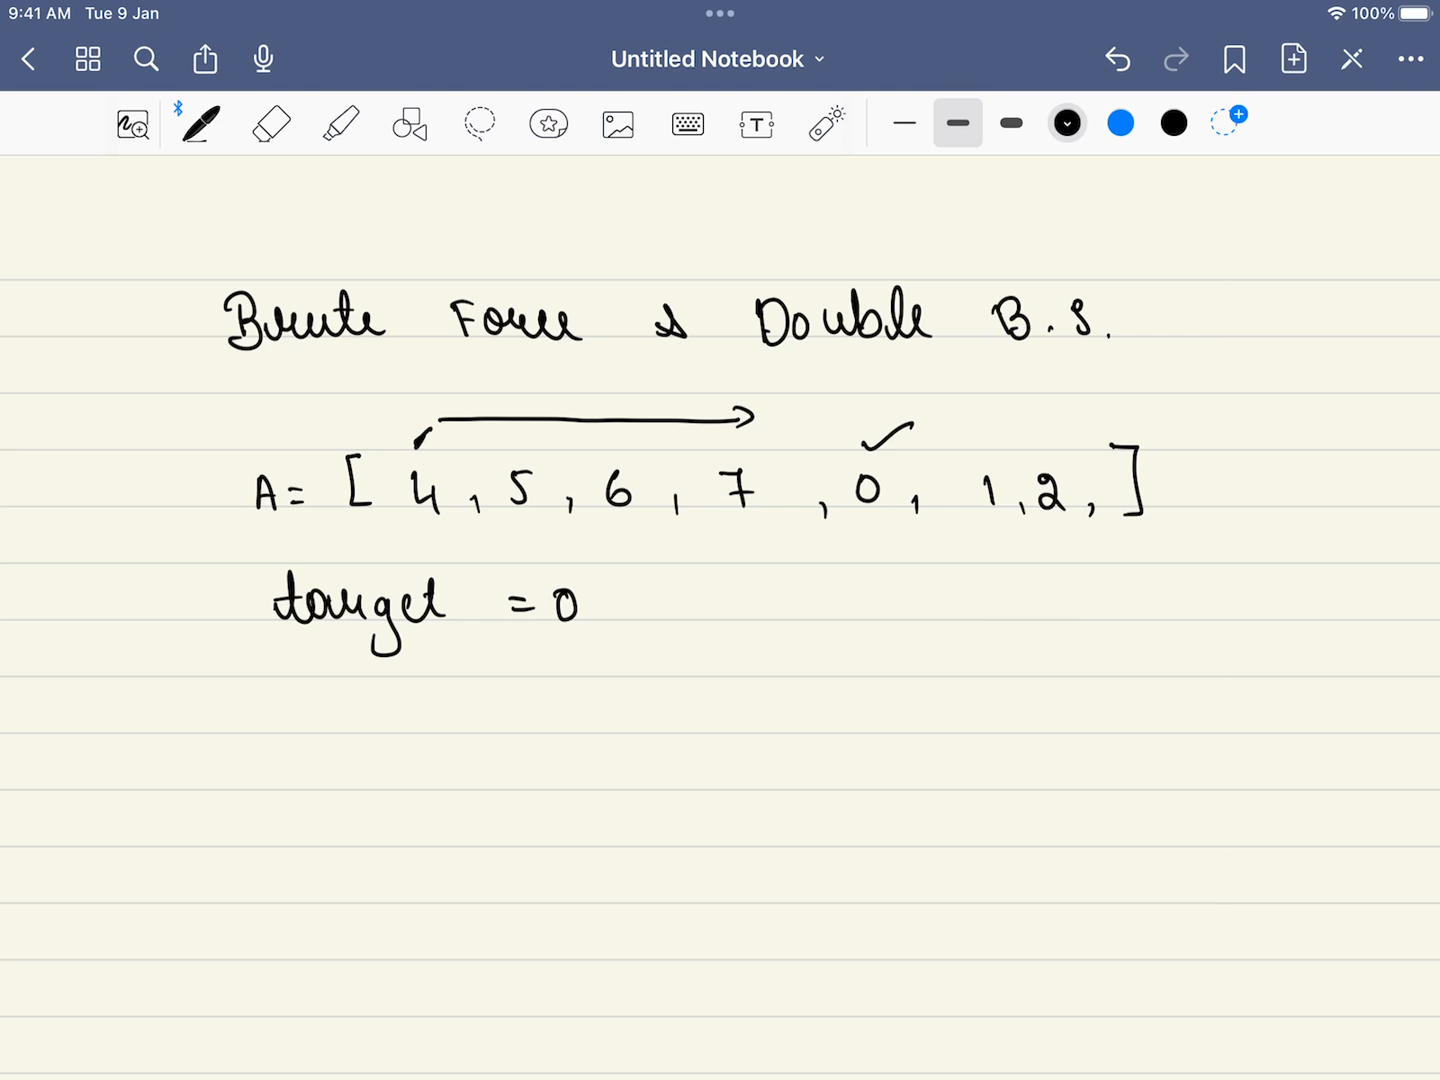 9:41 AM Tue 9 Jan 100%
Untitled Notebook
T
Brute Force & Double B.S.
A= [ 4 , 5 , 6 , 7 , 0 , 1 , 2 , ]
target = 0